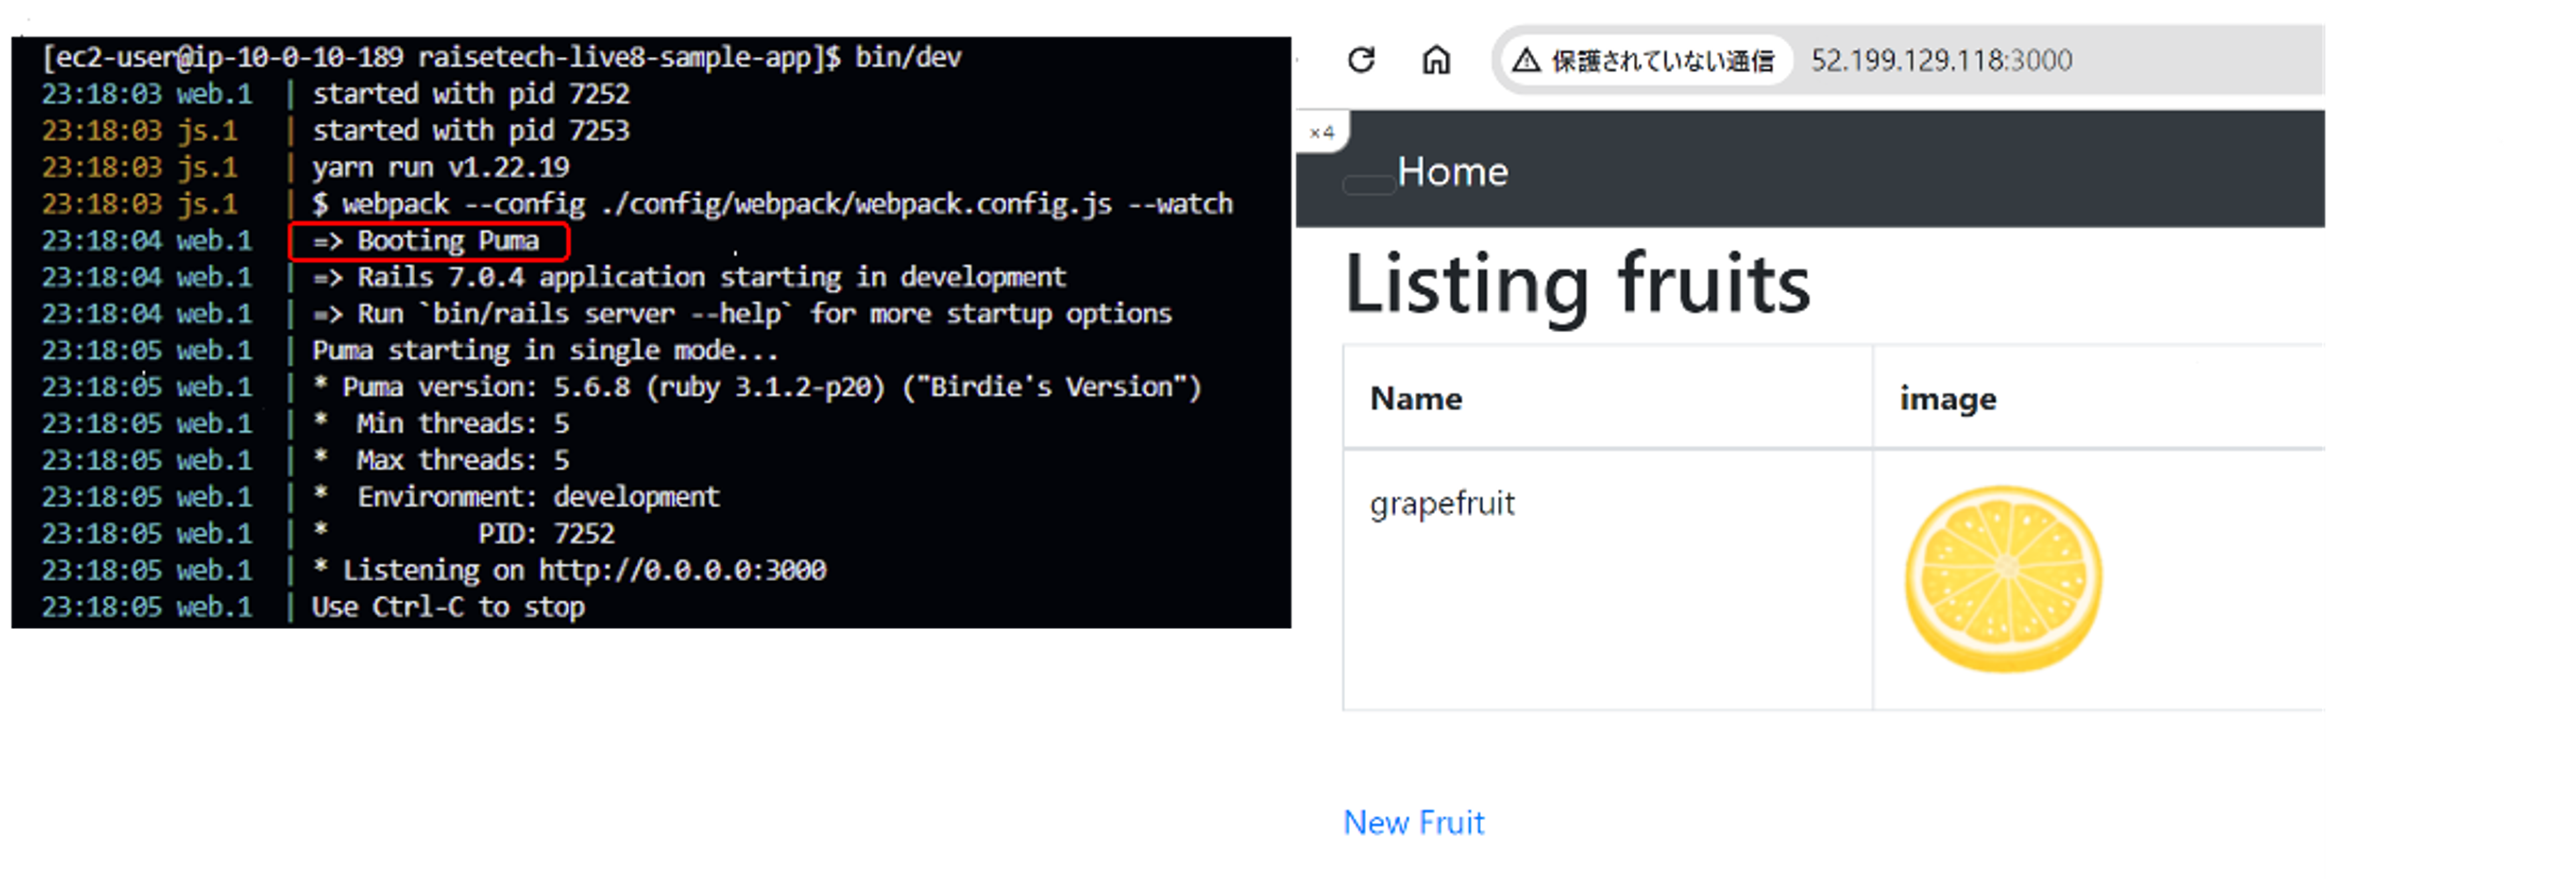 [ec2-user@ip-10-0-10-189 raisetech-live8-sample-app]$ bin/dev
23:18:03 web.1 | started with pid 7252
23:18:03 js.1 | started with pid 7253
23:18:03 js.1 | yarn run v1.22.19
23:18:03 js.1 | $ webpack --config ./config/webpack/webpack.config.js --watch
23:18:04 web.1 | => Booting Puma
23:18:04 web.1 | => Rails 7.0.4 application starting in development
23:18:04 web.1 | => Run `bin/rails server --help` for more startup options
23:18:05 web.1 | Puma starting in single mode...
23:18:05 web.1 | * Puma version: 5.6.8 (ruby 3.1.2-p20) ("Birdie's Version")
23:18:05 web.1 | * Min threads: 5
23:18:05 web.1 | * Max threads: 5
23:18:05 web.1 | * Environment: development
23:18:05 web.1 | * PID: 7252
23:18:05 web.1 | * Listening on http://0.0.0.0:3000
23:18:05 web.1 | Use Ctrl-C to stop
保護されていない通信 52.199.129.118:3000
×4
Home
Listing fruits
Name image
grapefruit
New Fruit